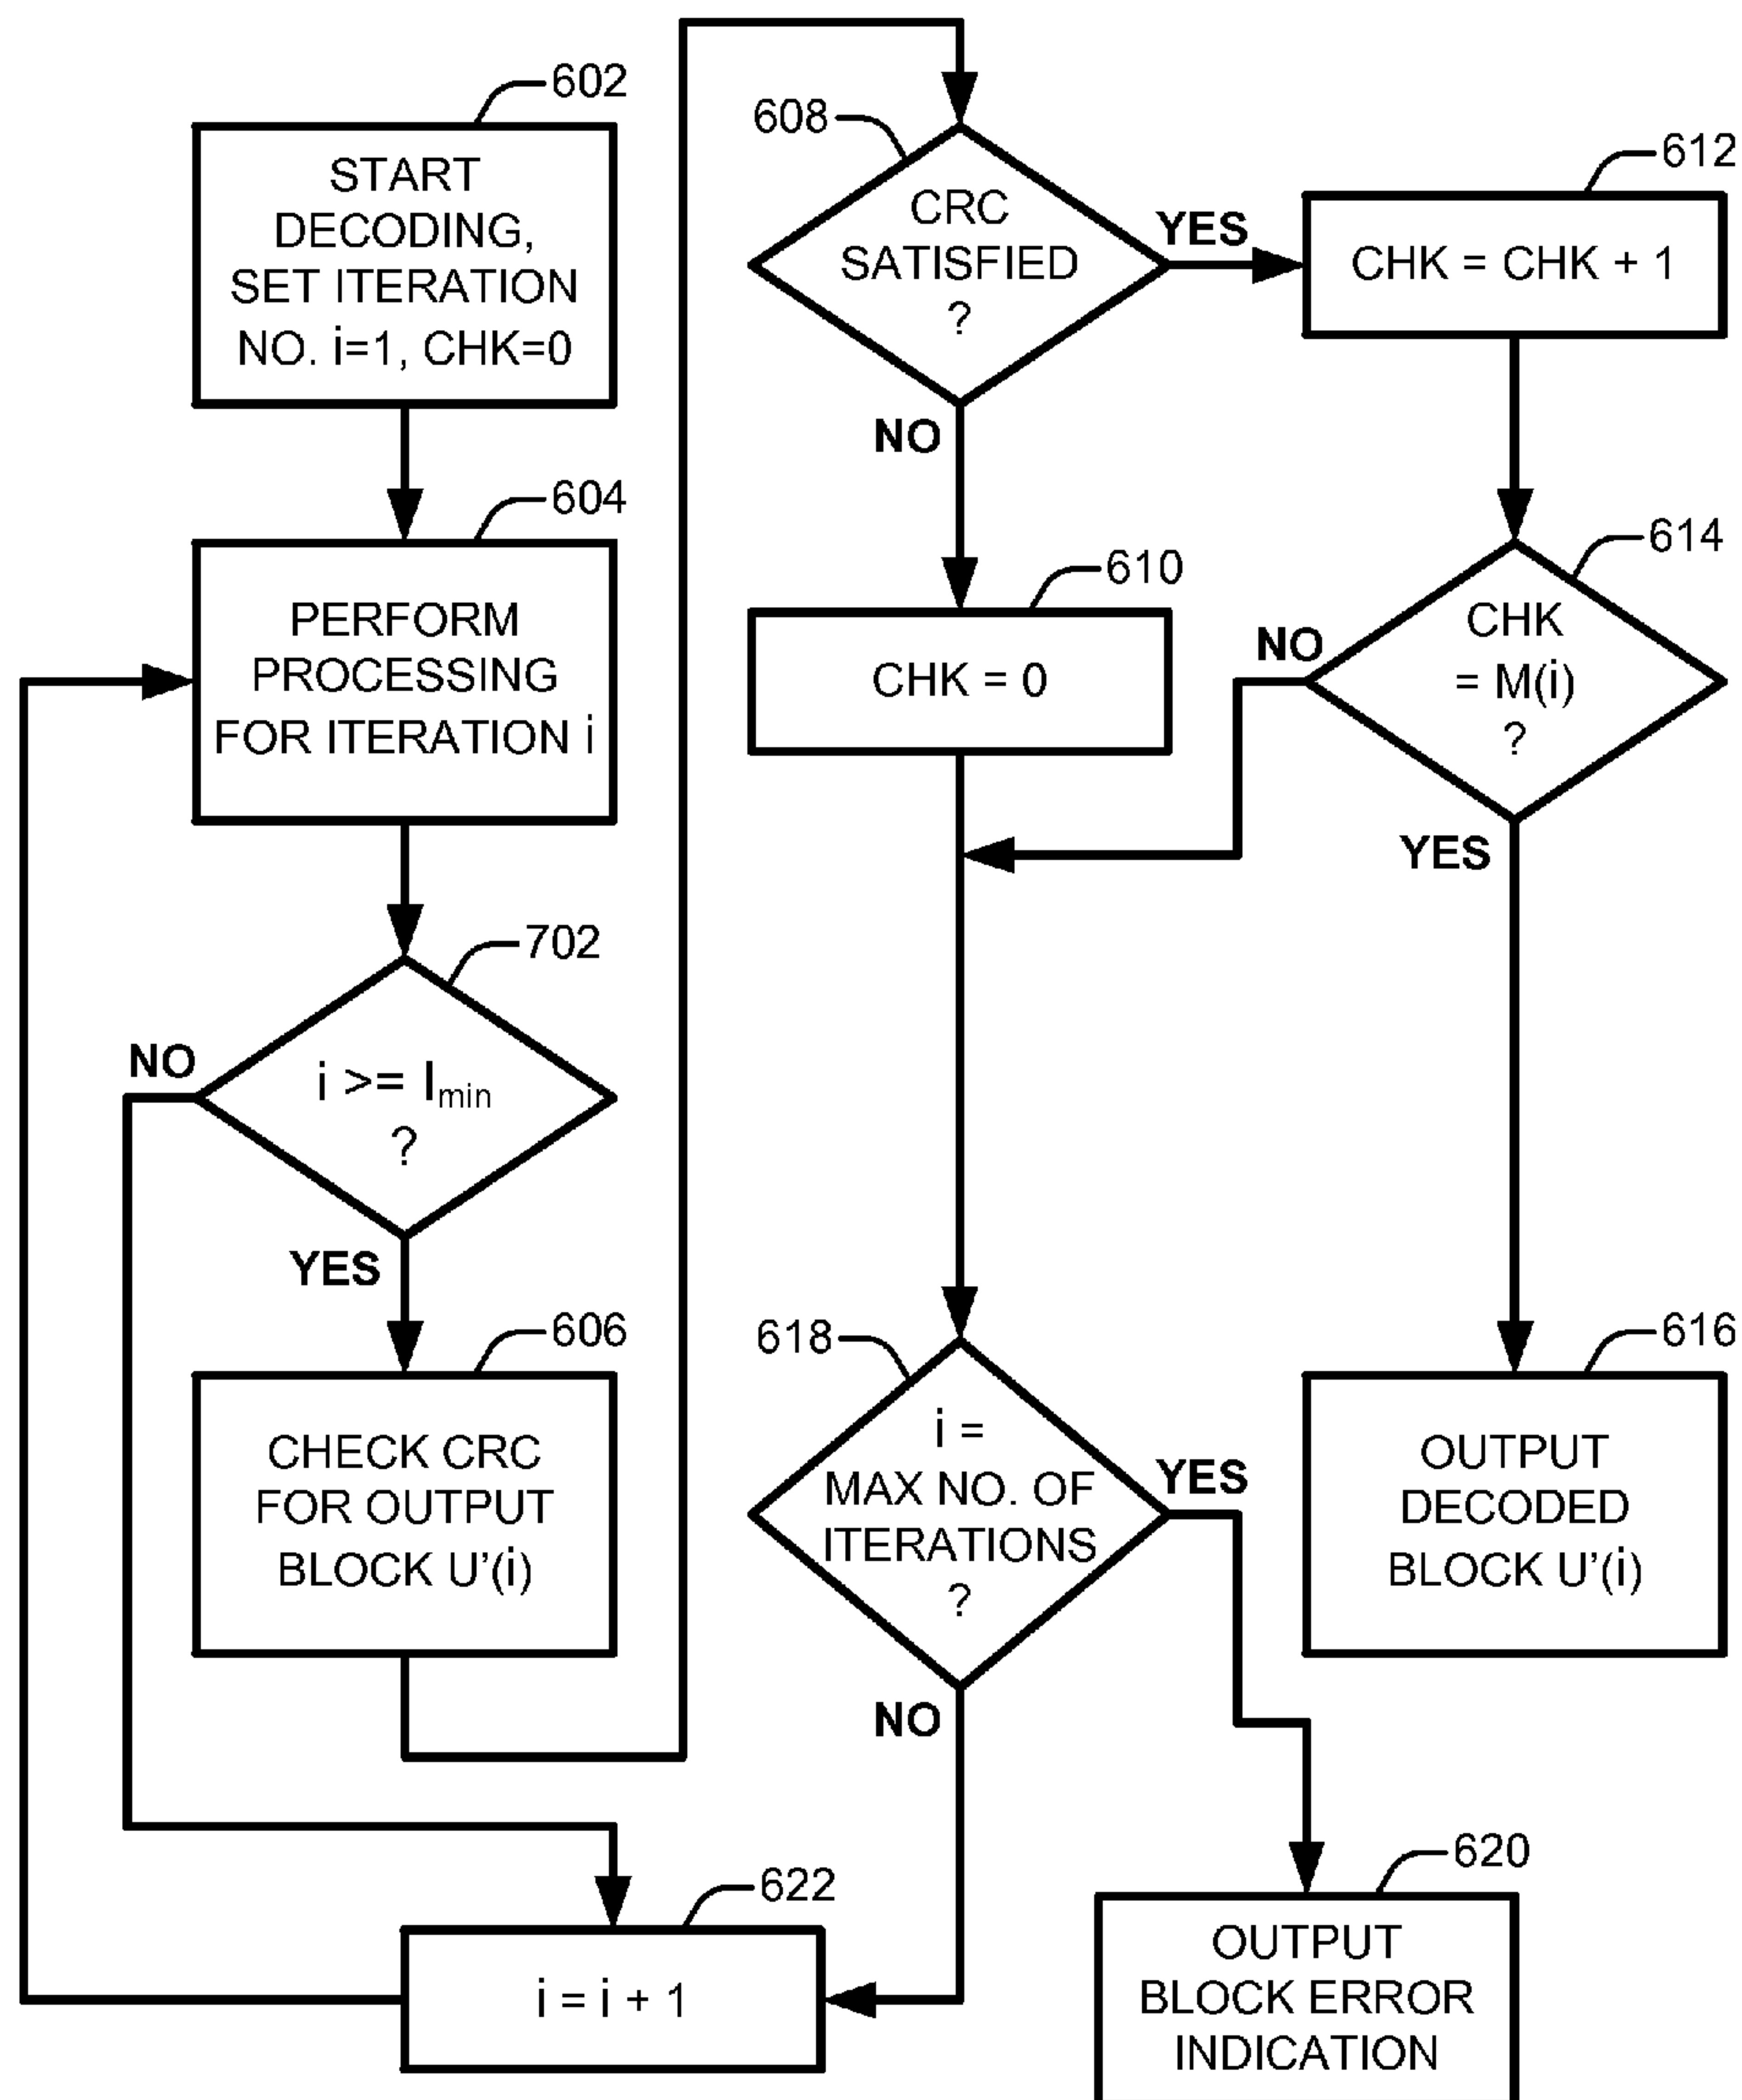 602
START
DECODING,
SET ITERATION
NO. i=1, CHK=0
604
PERFORM
PROCESSING
FOR ITERATION i
702
i >= Imin
?
NO
YES
606
CHECK CRC
FOR OUTPUT
BLOCK U'(i)
608
CRC
SATISFIED
?
YES
NO
610
CHK = 0
612
CHK = CHK + 1
614
CHK
= M(i)
?
NO
YES
616
OUTPUT
DECODED
BLOCK U'(i)
618
i =
MAX NO. OF
ITERATIONS
?
YES
NO
620
OUTPUT
BLOCK ERROR
INDICATION
622
i = i + 1